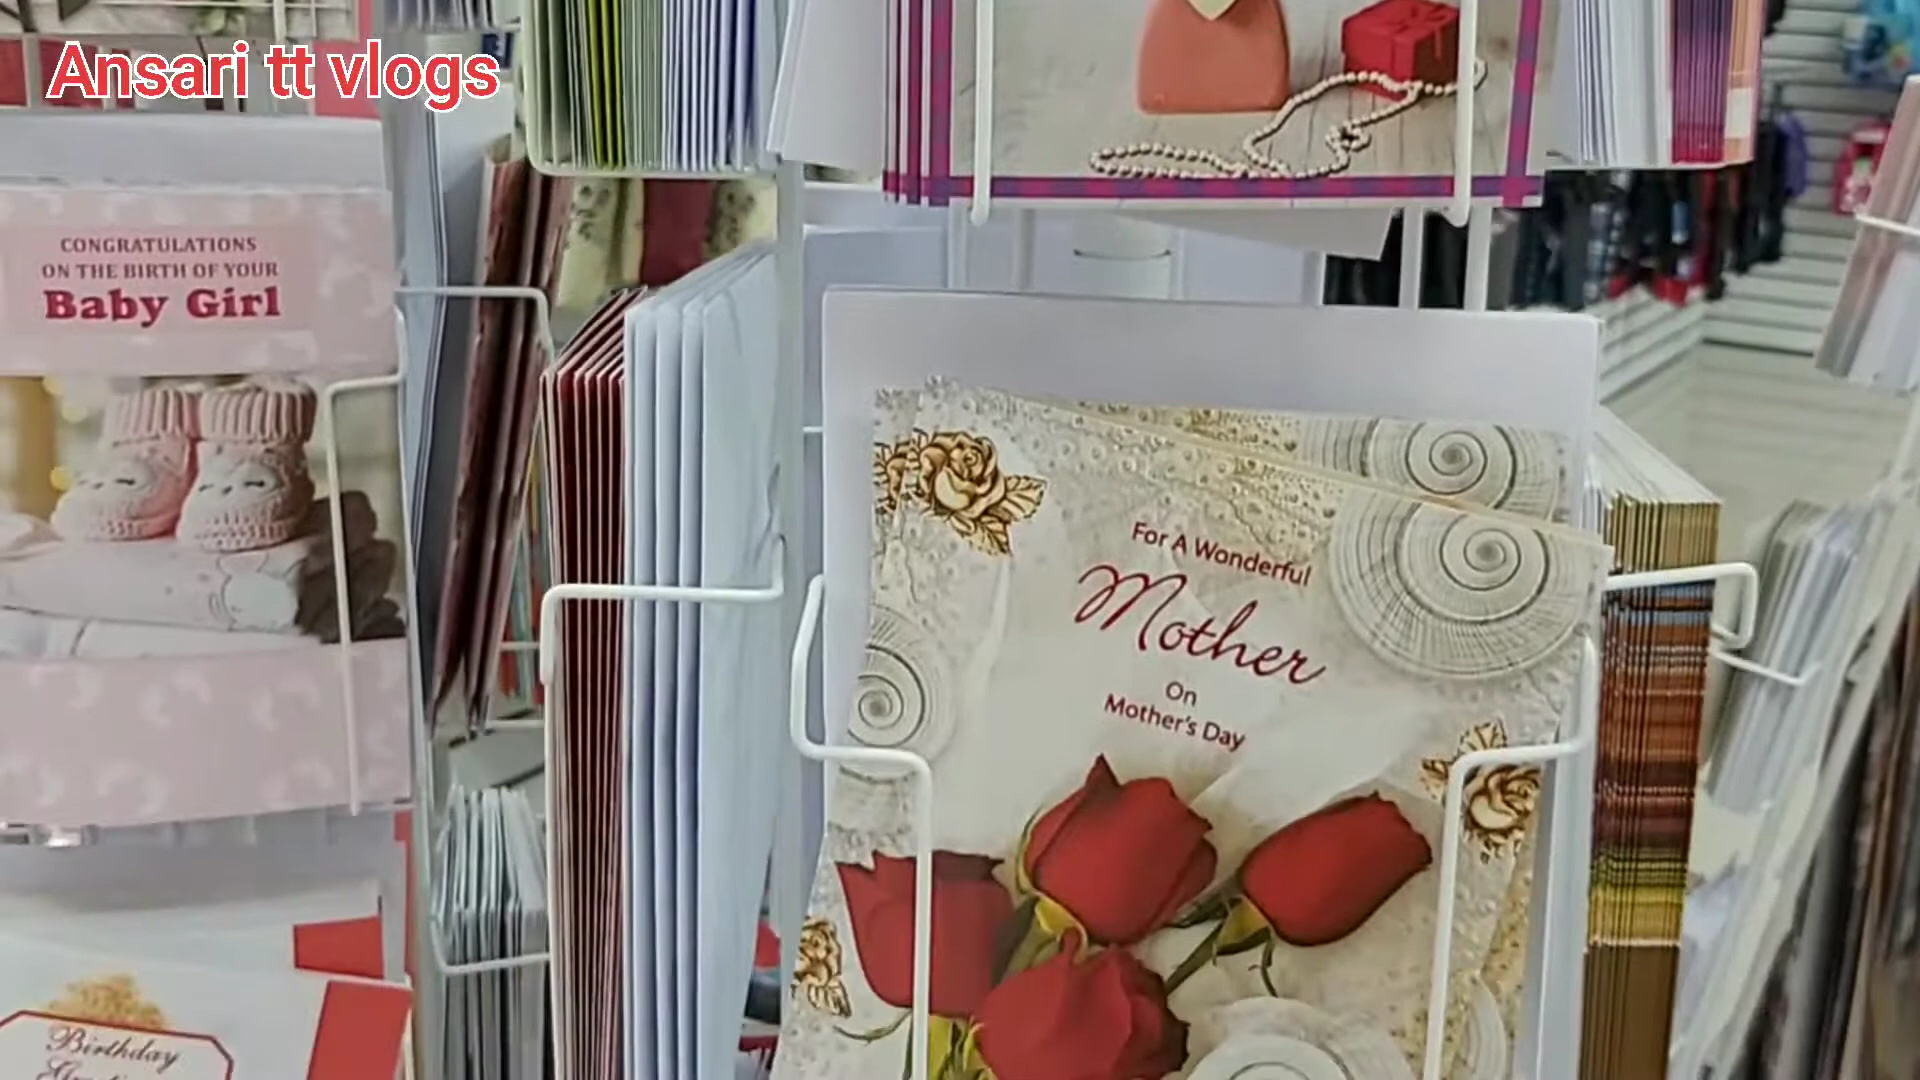 Ansari tt vlogs
CONGRATULATIONS
ON THE BIRTH OF YOUR
Baby Girl
For A Wonderful
Mother
On
Mother's Day
Birthday